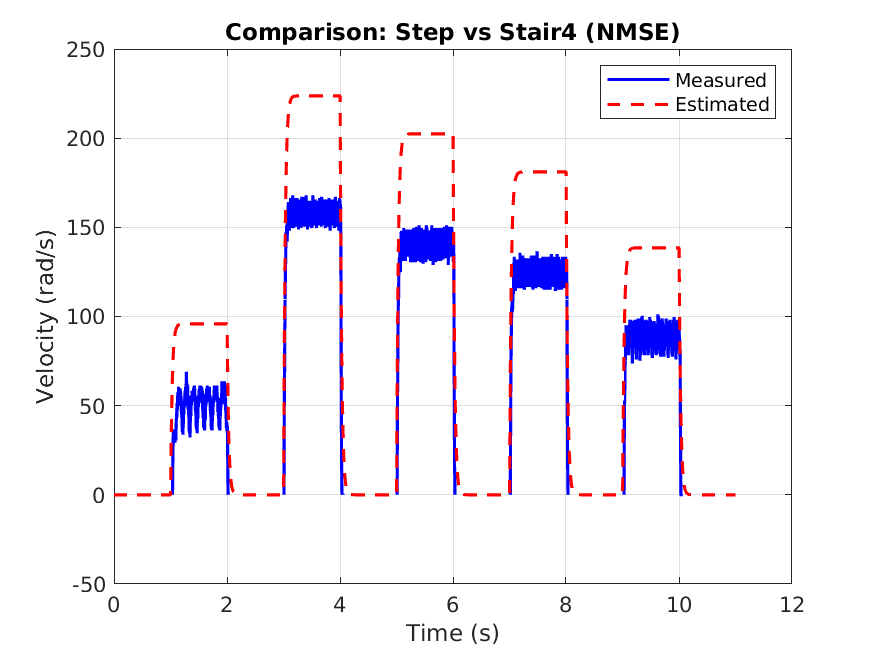 Comparison: Step vs Stair4 (NMSE)
Measured
Estimated
250
200
150
100
50
0
-50
Velocity (rad/s)
0 2 4 6 8 10 12
Time (s)